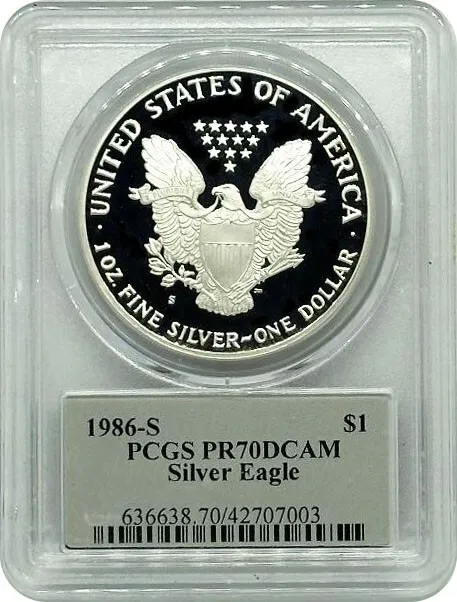 UNITED STATES OF AMERICA
S
1 OZ. FINE SILVER~ONE DOLLAR
1986-S $1
PCGS PR70DCAM
Silver Eagle
636638.70/42707003